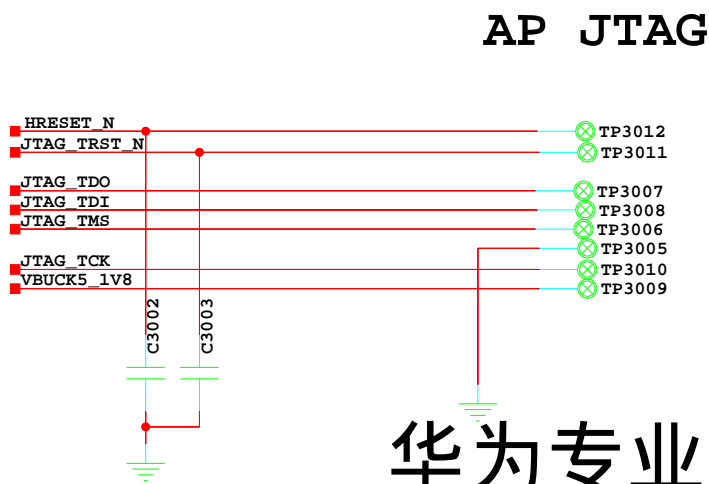 AP JTAG
HRESET_N TP3012
JTAG_TRST_N TP3011
JTAG_TDO TP3007
JTAG_TDI TP3008
JTAG_TMS TP3006
TP3005
JTAG_TCK TP3010
VBUCK5_1V8 TP3009
C3002
C3003
华为专业